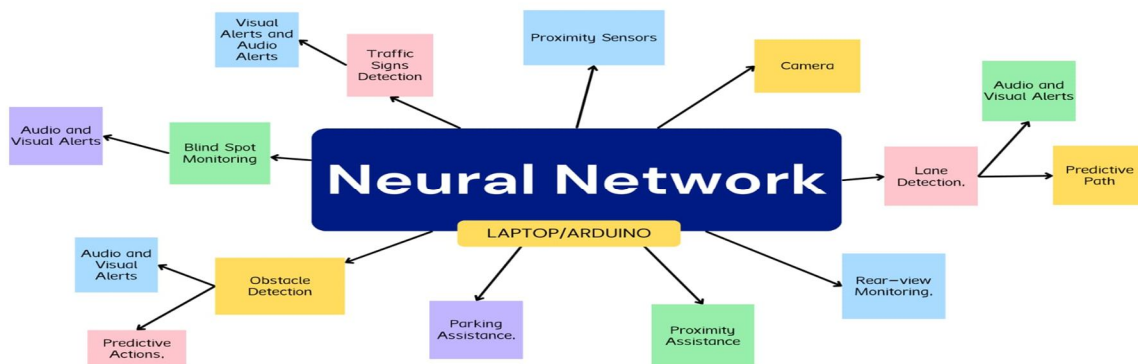 Visual
Alerts and
Audio
Alerts
Traffic
Signs
Detection
Proximity Sensors
Camera
Audio and
Visual Alerts
Audio and
Visual Alerts
Blind Spot
Monitoring
Neural Network
Lane
Detection.
Predictive
Path
LAPTOP/ARDUINO
Audio and
Visual
Alerts
Obstacle
Detection
Rear-view
Monitoring.
Parking
Assistance.
Proximity
Assistance
Predictive
Actions.